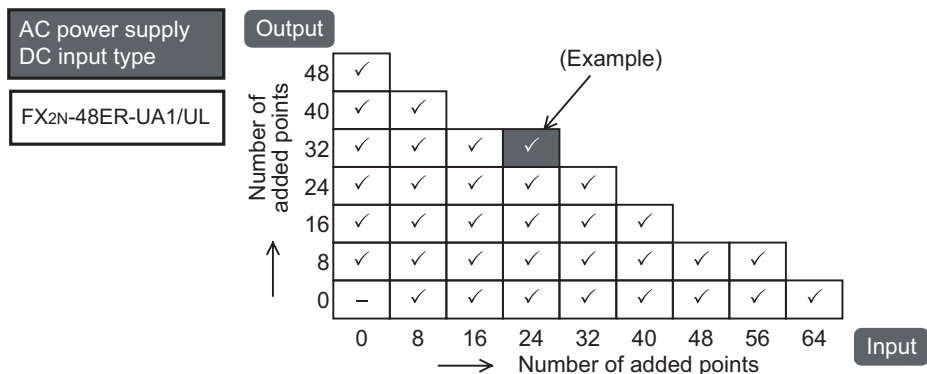 AC power supply
DC input type
FX2N-48ER-UA1/UL
Output
(Example)
Number of
added points
48 ✓
40 ✓ ✓
32 ✓ ✓ ✓ ✓
24 ✓ ✓ ✓ ✓ ✓
16 ✓ ✓ ✓ ✓ ✓ ✓
8 ✓ ✓ ✓ ✓ ✓ ✓ ✓ ✓
0 – ✓ ✓ ✓ ✓ ✓ ✓ ✓ ✓
0 8 16 24 32 40 48 56 64
Number of added points
Input